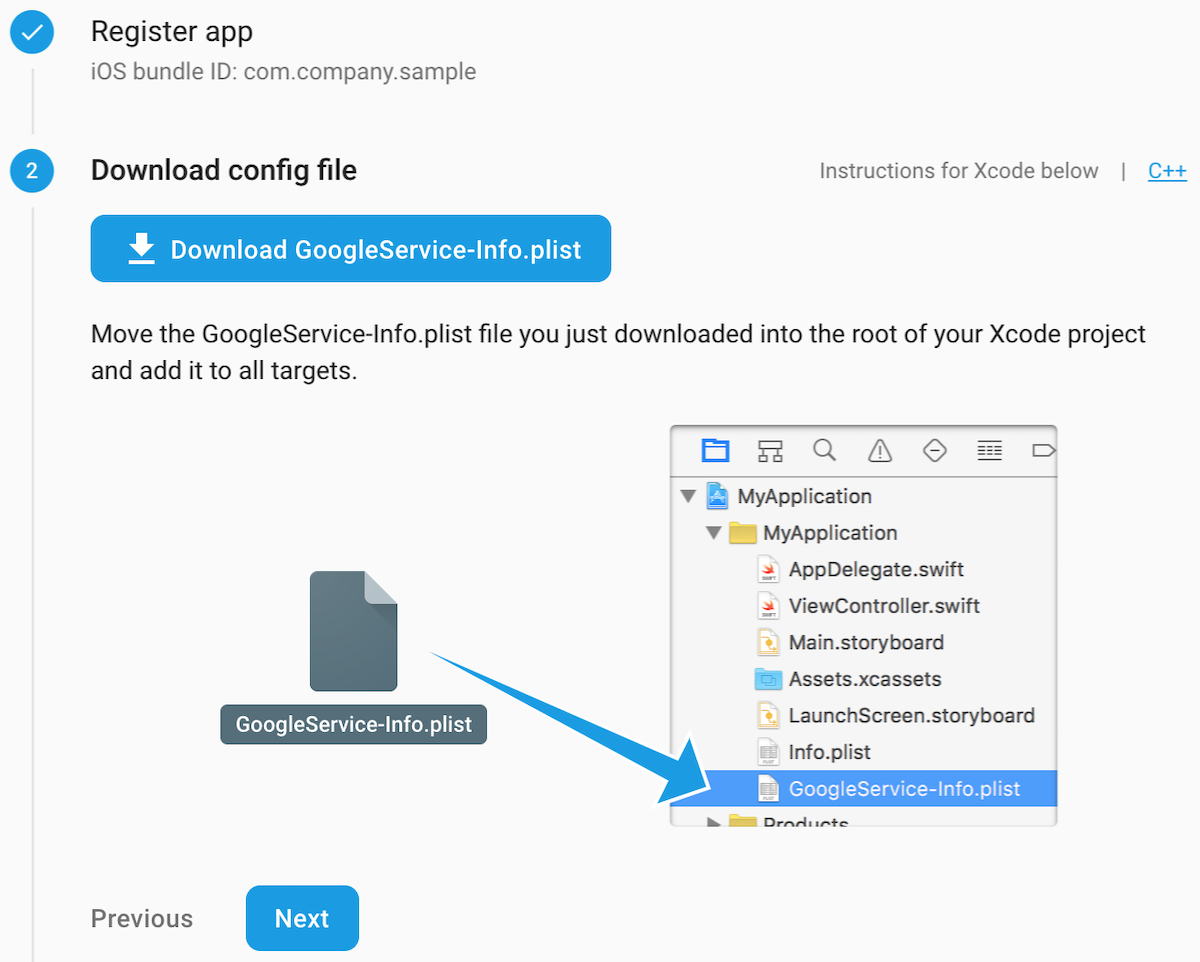 Register app
iOS bundle ID: com.company.sample
2
Download config file
Instructions for Xcode below | C++
Download GoogleService-Info.plist
Move the GoogleService-Info.plist file you just downloaded into the root of your Xcode project
and add it to all targets.
GoogleService-Info.plist
MyApplication
MyApplication
AppDelegate.swift
ViewController.swift
Main.storyboard
Assets.xcassets
LaunchScreen.storyboard
Info.plist
GoogleService-Info.plist
Products
Previous
Next